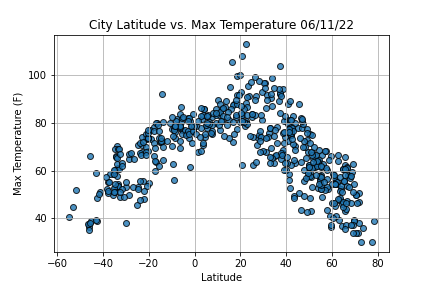 City Latitude vs. Max Temperature 06/11/22
Max Temperature (F)
100
80
60
40
−60 −40 −20 0 20 40 60 80
Latitude